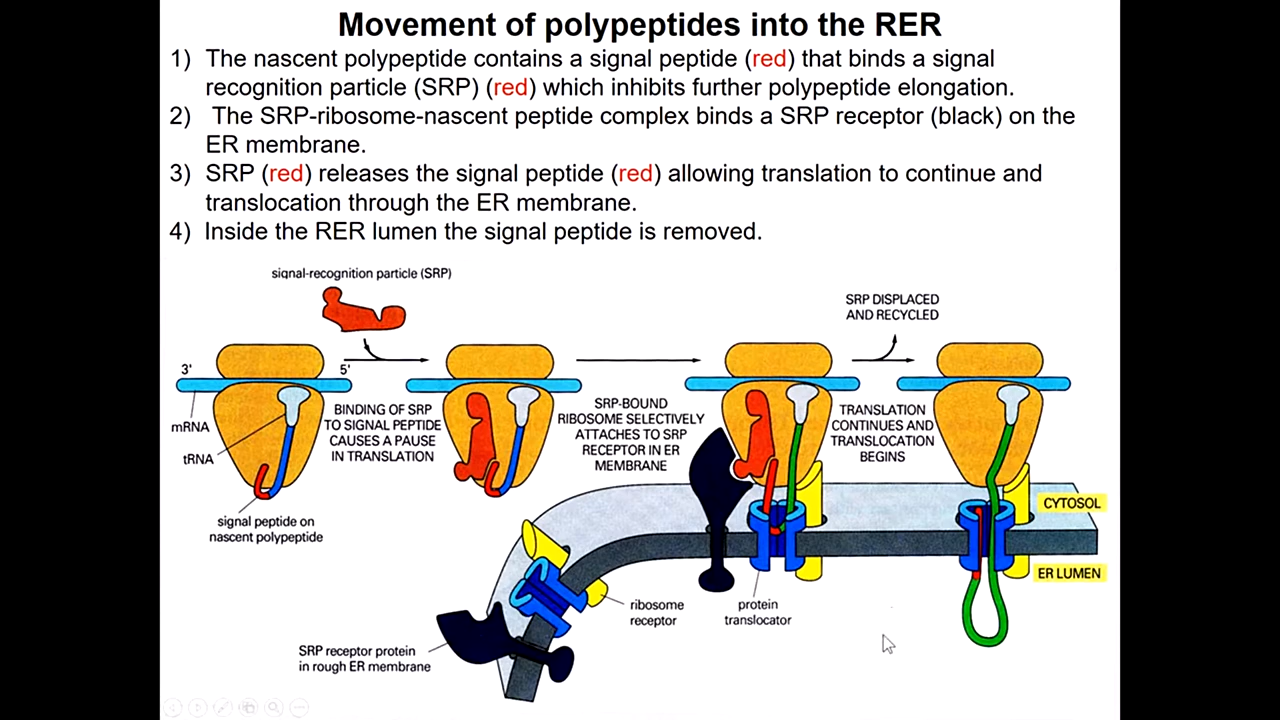 Movement of polypeptides into the RER
1) The nascent polypeptide contains a signal peptide (red) that binds a signal
recognition particle (SRP) (red) which inhibits further polypeptide elongation.
2) The SRP-ribosome-nascent peptide complex binds a SRP receptor (black) on the
ER membrane.
3) SRP (red) releases the signal peptide (red) allowing translation to continue and
translocation through the ER membrane.
4) Inside the RER lumen the signal peptide is removed.
signal-recognition particle (SRP)
SRP DISPLACED
AND RECYCLED
3'
5'
mRNA
tRNA
BINDING OF SRP
TO SIGNAL PEPTIDE
CAUSES A PAUSE
IN TRANSLATION
SRP-BOUND
RIBOSOME SELECTIVELY
ATTACHES TO SRP
RECEPTOR IN ER
MEMBRANE
TRANSLATION
CONTINUES AND
TRANSLOCATION
BEGINS
signal peptide on
nascent polypeptide
CYTOSOL
ER LUMEN
ribosome
receptor
protein
translocator
SRP receptor protein
in rough ER membrane